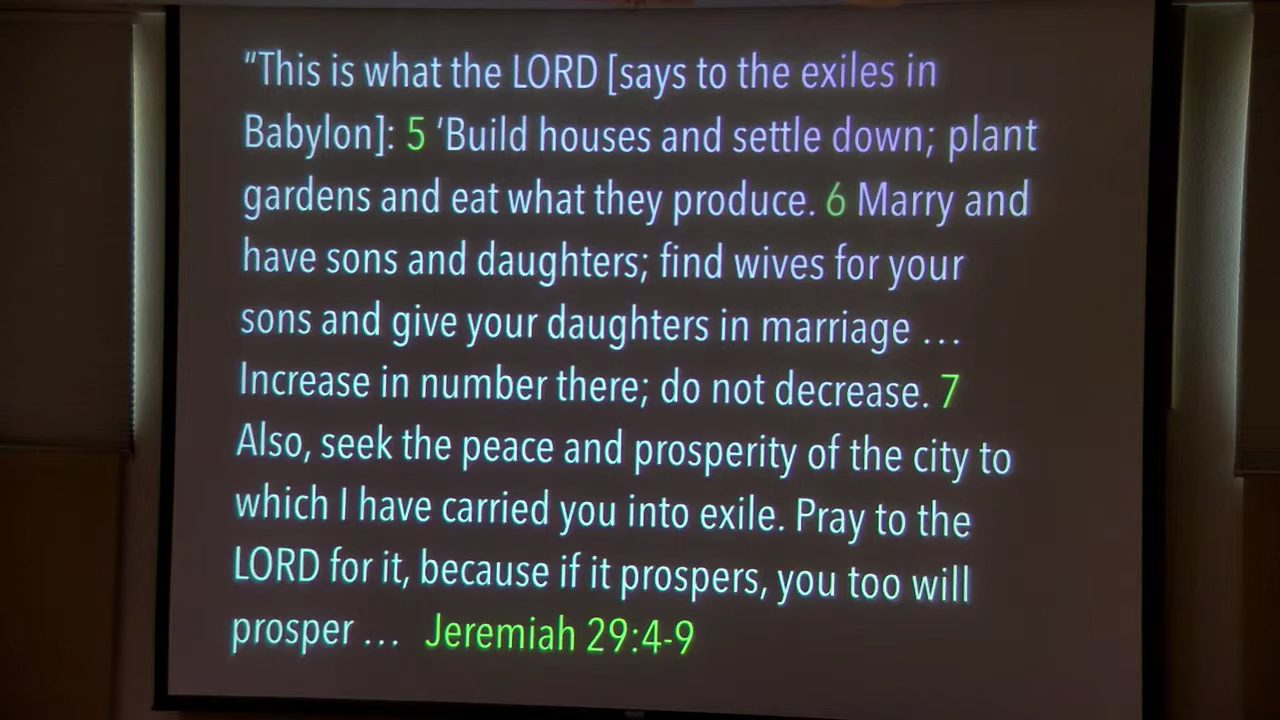 "This is what the LORD [says to the exiles in
Babylon]: 5 ‘Build houses and settle down; plant
gardens and eat what they produce. 6 Marry and
have sons and daughters; find wives for your
sons and give your daughters in marriage …
Increase in number there; do not decrease. 7
Also, seek the peace and prosperity of the city to
which I have carried you into exile. Pray to the
LORD for it, because if it prospers, you too will
prosper … Jeremiah 29:4-9